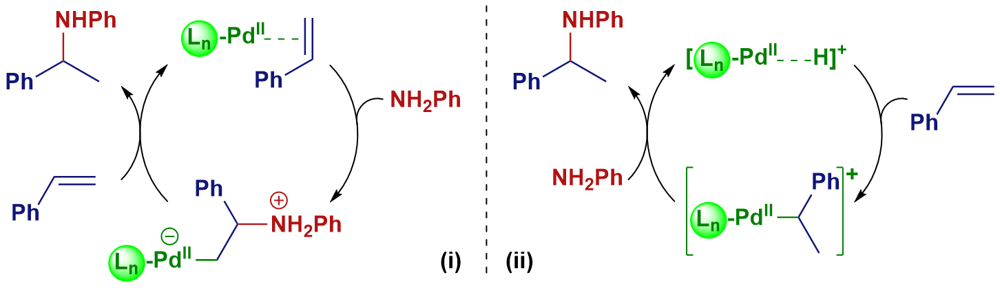 NHPh
Ph
Lₙ-Pdᴵᴵ
Ph
NH₂Ph
Ph
Ph
⊕
NH₂Ph
⊖
Lₙ-Pdᴵᴵ
(i)
NHPh
Ph
[Lₙ-Pdᴵᴵ---H]⁺
Ph
NH₂Ph
Ph
+
Lₙ-Pdᴵᴵ
(ii)